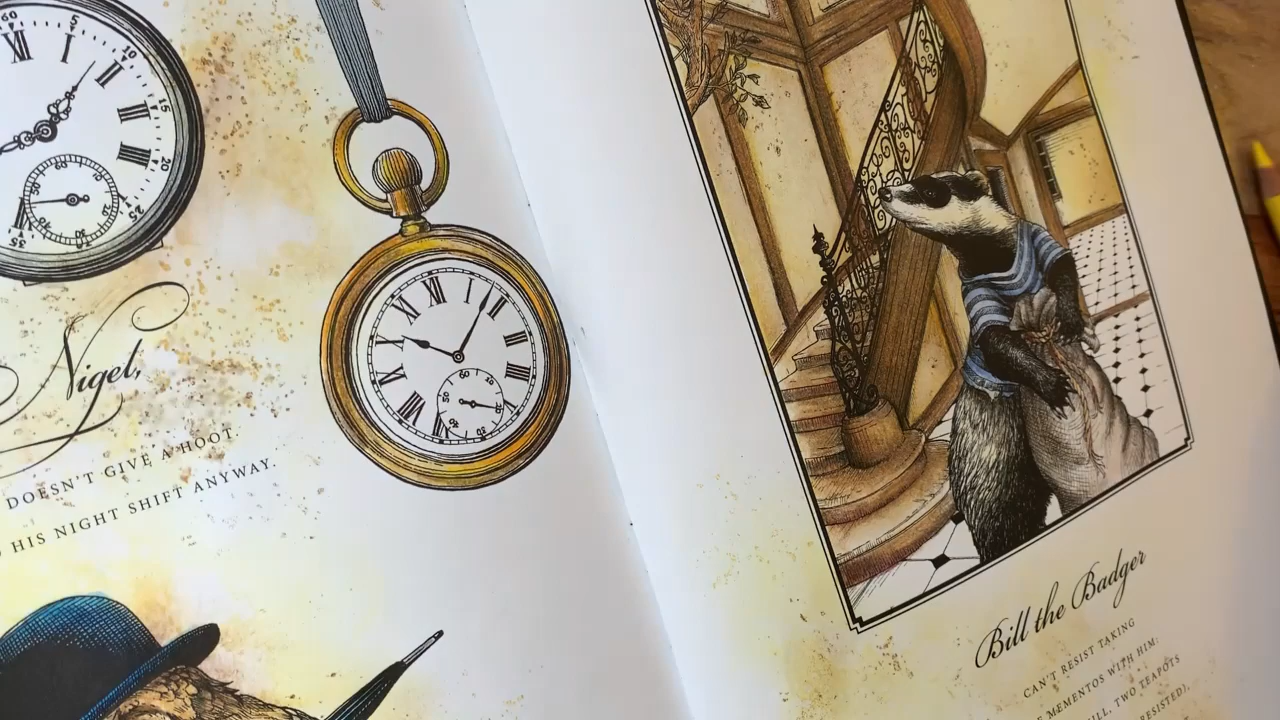 Nigel,
DOESN'T GIVE A HOOT.
HIS NIGHT SHIFT ANYWAY.
Bill the Badger
CAN'T RESIST TAKING
MEMENTOS WITH HIM:
TWO TEAPOTS
RESISTED).